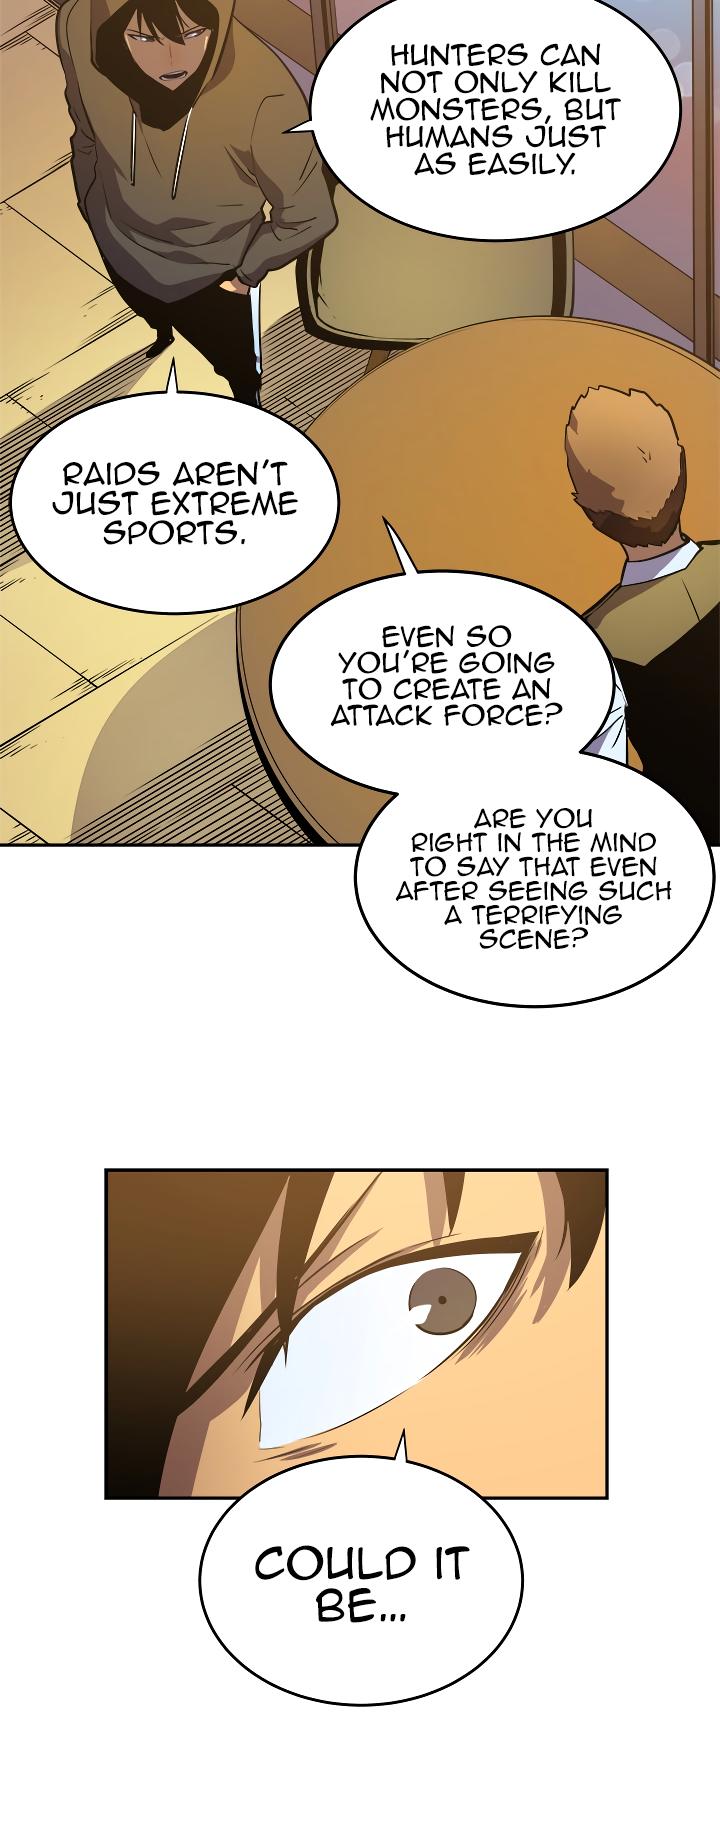 HUNTERS CAN
NOT ONLY KILL
MONSTERS, BUT
HUMANS JUST
AS EASILY.
RAIDS AREN'T
JUST EXTREME
SPORTS.
EVEN SO
YOU'RE GOING
TO CREATE AN
ATTACK FORCE?
ARE YOU
RIGHT IN THE MIND
TO SAY THAT EVEN
AFTER SEEING SUCH
A TERRIFYING
SCENE?
COULD IT
BE...